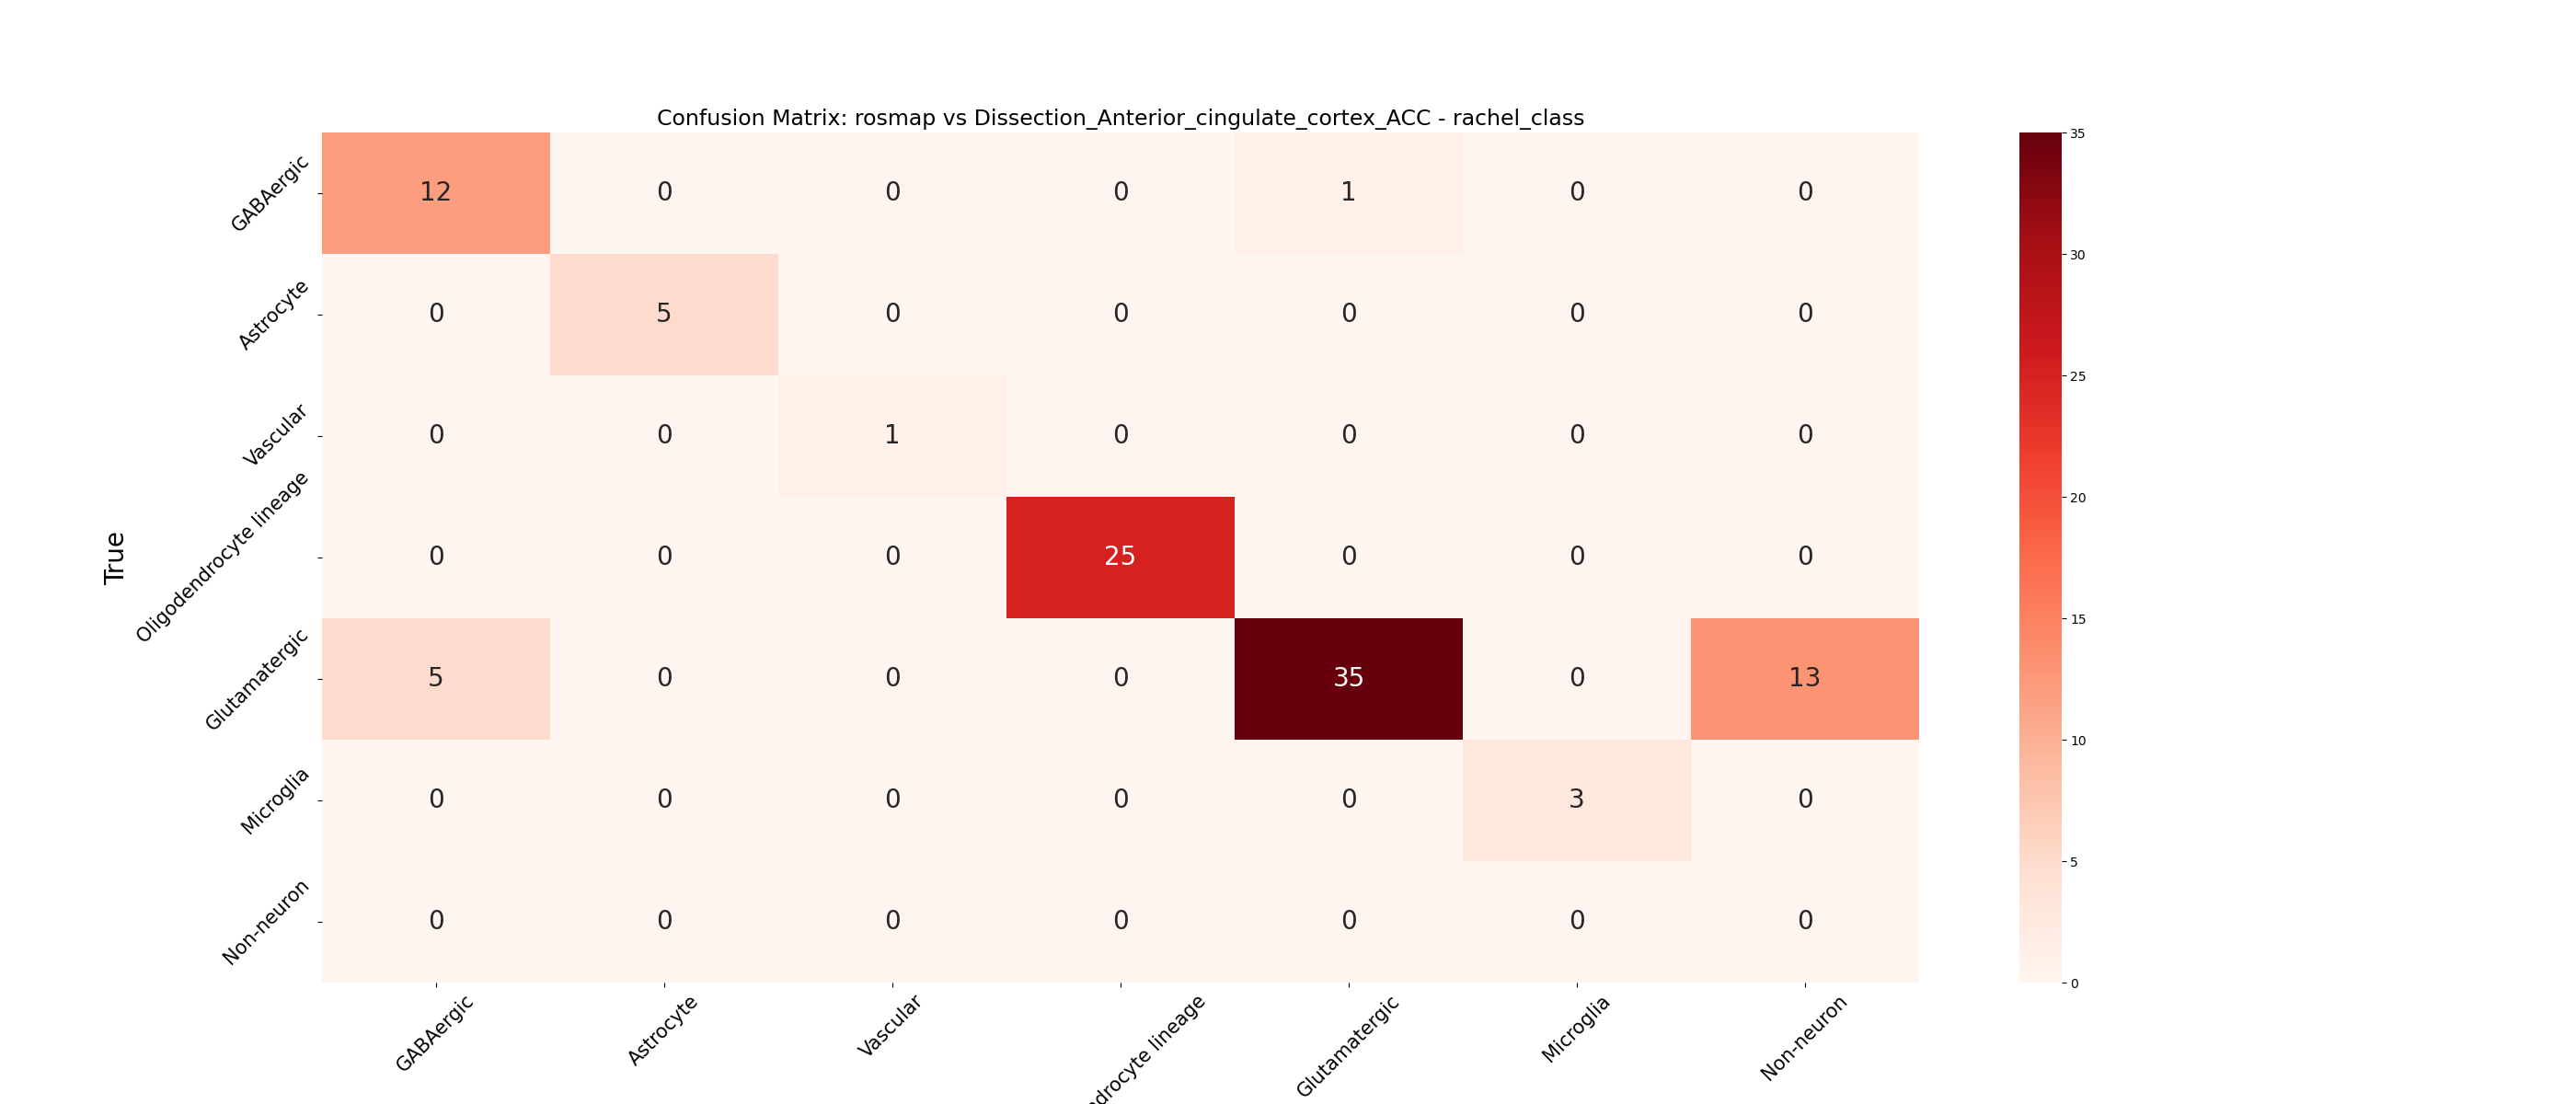 Confusion Matrix: rosmap vs Dissection_Anterior_cingulate_cortex_ACC - rachel_class
True
GABAergic 12 0 0 0 1 0 0
Astrocyte 0 5 0 0 0 0 0
Vascular 0 0 1 0 0 0 0
Oligodendrocyte lineage 0 0 0 25 0 0 0
Glutamatergic 5 0 0 0 35 0 13
Microglia 0 0 0 0 0 3 0
Non-neuron 0 0 0 0 0 0 0
GABAergic Astrocyte Vascular lineage Glutamatergic Microglia Non-neuron
35
30
25
20
15
10
5
0